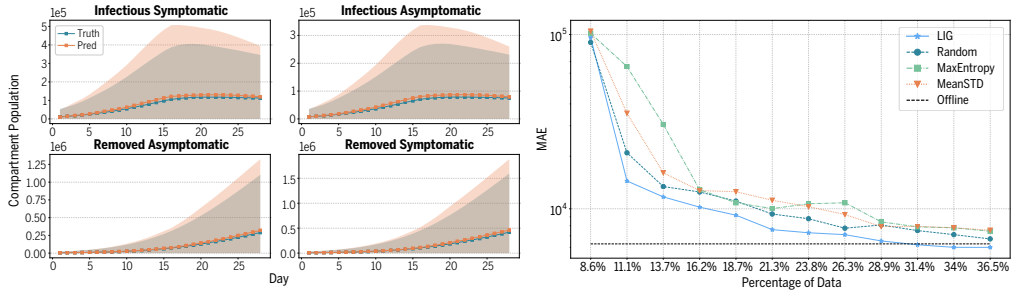 Infectious Symptomatic
1e5
Truth
Pred
5
4
3
2
1
0
0 5 10 15 20 25
Infectious Asymptomatic
1e5
3
2
1
0
0 5 10 15 20 25
Compartment Population
Removed Asymptomatic
1e6
1.25
1.00
0.75
0.50
0.25
0.00
0 5 10 15 20 25
Removed Symptomatic
1e6
1.5
1.0
0.5
0.0
0 5 10 15 20 25
Day
MAE
10^5
10^4
LIG
Random
MaxEntropy
MeanSTD
Offline
8.6% 11.1% 13.7% 16.2% 18.7% 21.3% 23.8% 26.3% 28.9% 31.4% 34% 36.5%
Percentage of Data